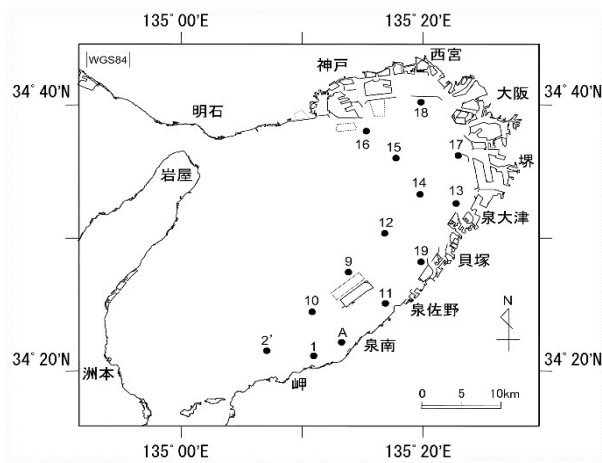 135° 00'E 135° 20'E
WGS84
西宮
神戸
34° 40'N 34° 40'N
大阪
明石
18
16
17
15
堺
岩屋
14
13
泉大津
12
19
貝塚
9
11
10
泉佐野
N
A
泉南
2'
1
34° 20'N 34° 20'N
洲本
岬
0 5 10km
135° 00'E 135° 20'E